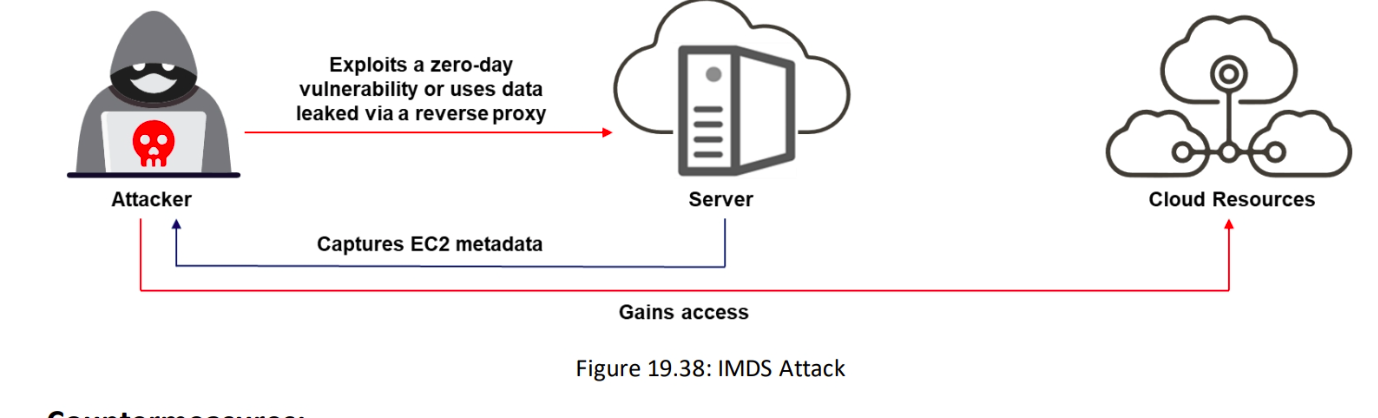 Exploits a zero-day
vulnerability or uses data
leaked via a reverse proxy
Attacker
Server
Cloud Resources
Captures EC2 metadata
Gains access
Figure 19.38: IMDS Attack
Countermeasures: